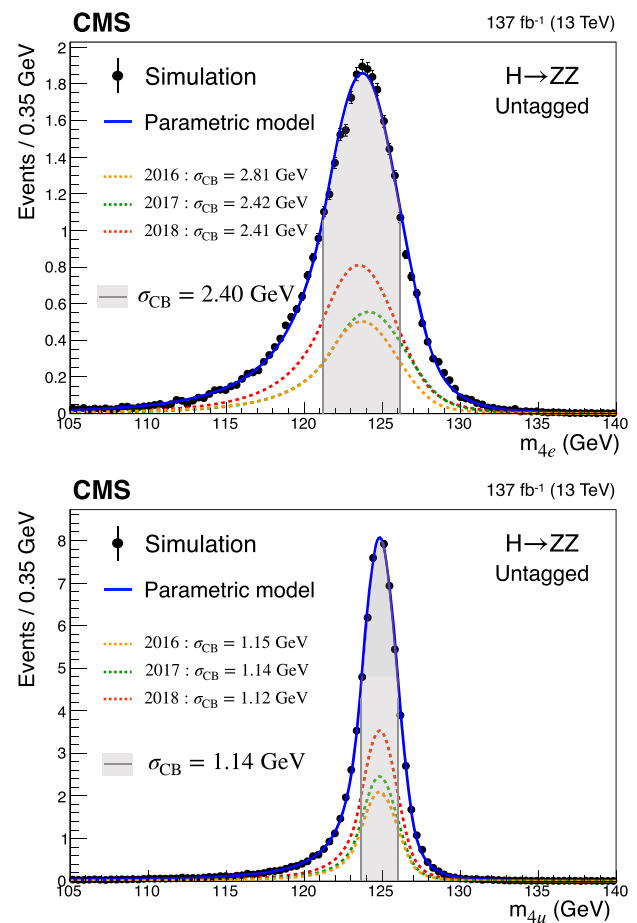 CMS 137 fb⁻¹ (13 TeV)
Events / 0.35 GeV
2
1.8
1.6
1.4
1.2
1
0.8
0.6
0.4
0.2
0
Simulation
Parametric model
2016 : σCB = 2.81 GeV
2017 : σCB = 2.42 GeV
2018 : σCB = 2.41 GeV
σCB = 2.40 GeV
H→ZZ
Untagged
105 110 115 120 125 130 135 140
m4e (GeV)
CMS 137 fb⁻¹ (13 TeV)
Events / 0.35 GeV
8
7
6
5
4
3
2
1
0
Simulation
Parametric model
2016 : σCB = 1.15 GeV
2017 : σCB = 1.14 GeV
2018 : σCB = 1.12 GeV
σCB = 1.14 GeV
H→ZZ
Untagged
105 110 115 120 125 130 135 140
m4μ (GeV)